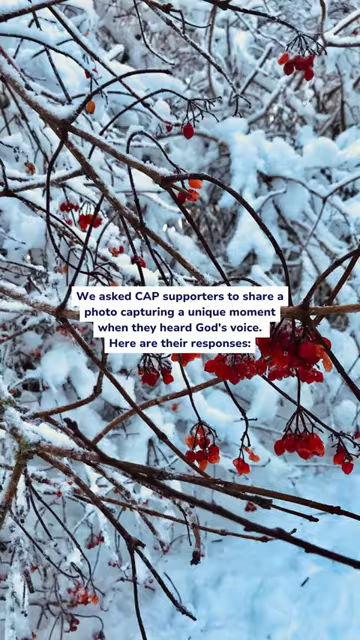 We asked CAP supporters to share a
photo capturing a unique moment
when they heard God's voice.
Here are their responses: